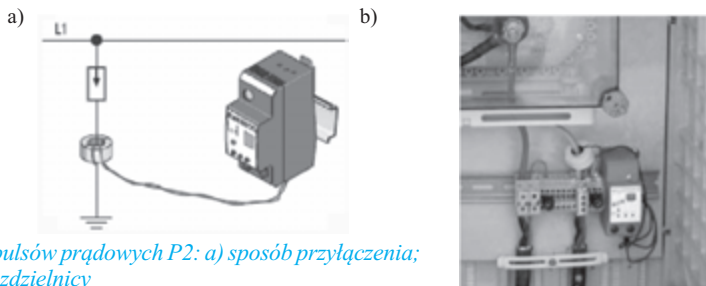 a)
b)
L1
pulsów prądowych P2: a) sposób przyłączenia;
zdzielnicy